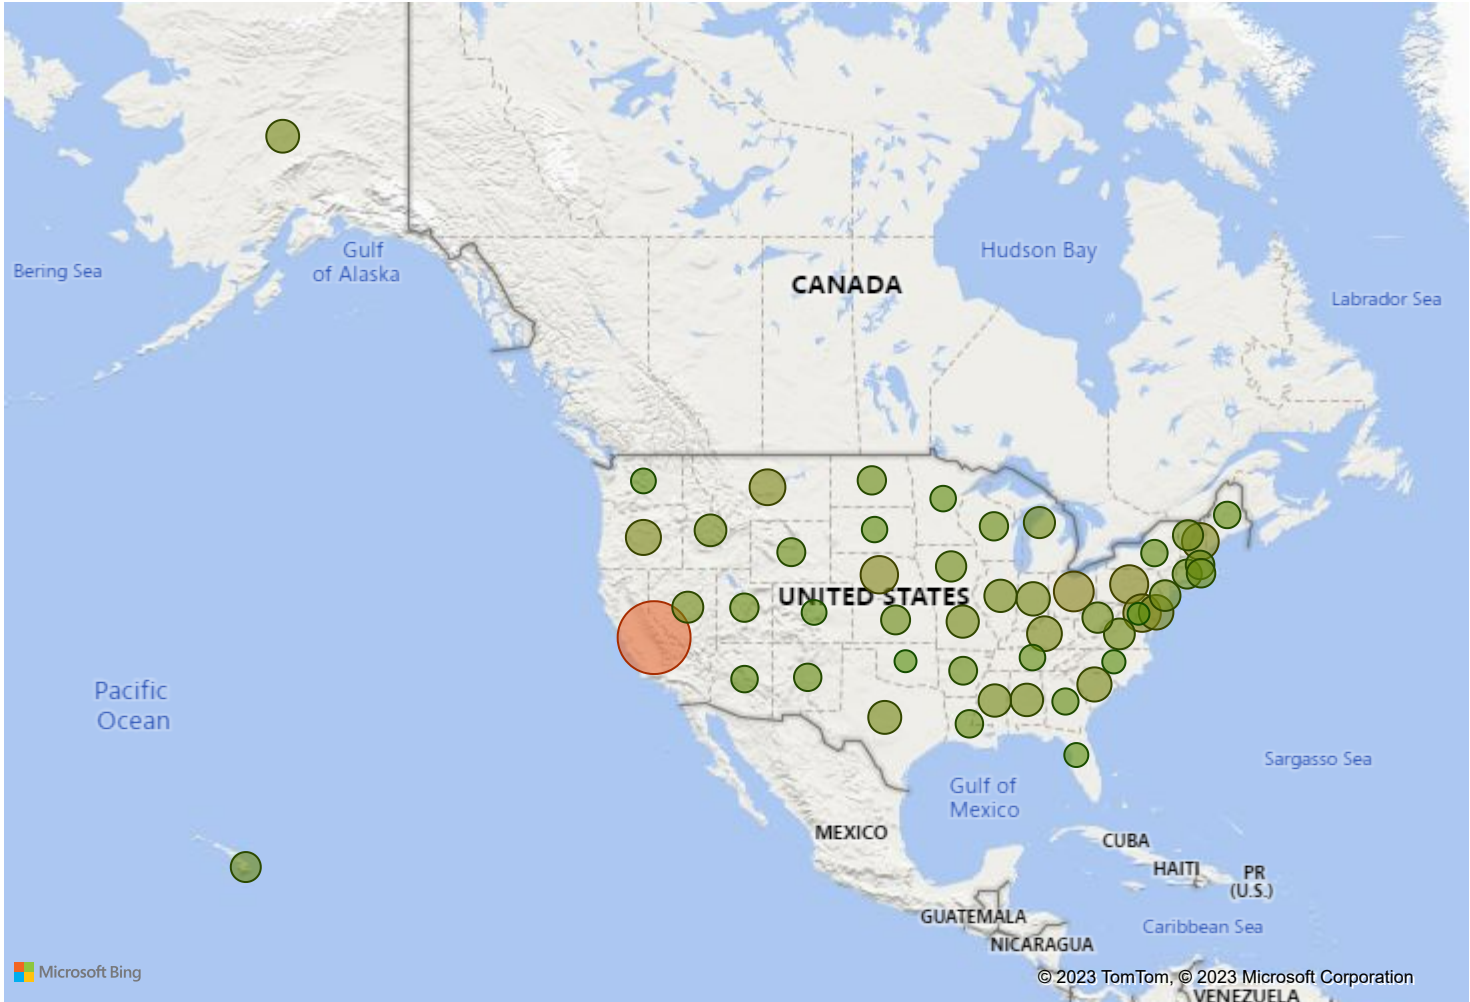 Gulf
of Alaska
Bering Sea
CANADA
Hudson Bay
Labrador Sea
UNITED STATES
Pacific
Ocean
Sargasso Sea
Gulf of
Mexico
MEXICO
CUBA
HAITI
PR
(U.S.)
GUATEMALA
Caribbean Sea
NICARAGUA
Microsoft Bing
© 2023 TomTom, © 2023 Microsoft Corporation
VENEZUELA